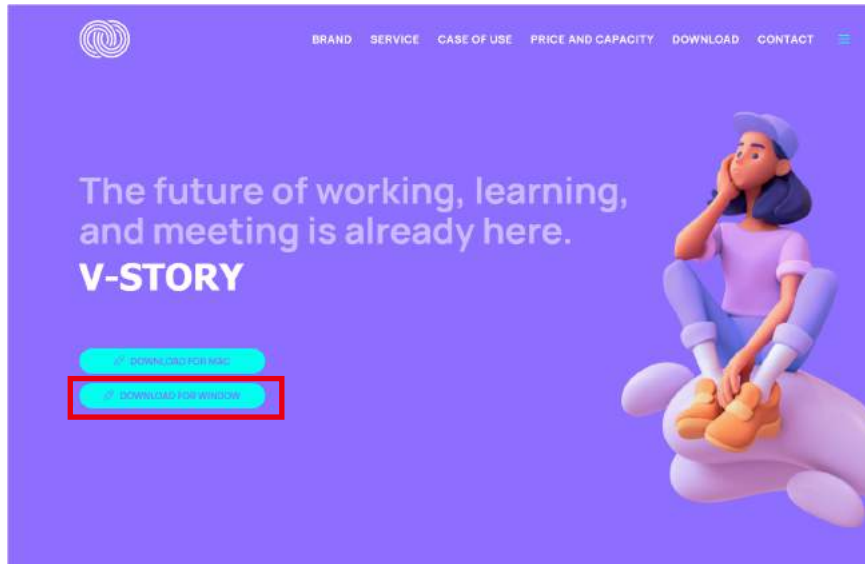 BRAND SERVICE CASE OF USE PRICE AND CAPACITY DOWNLOAD CONTACT
The future of working, learning,
and meeting is already here.
V-STORY
DOWNLOAD FOR MAC
DOWNLOAD FOR WINDOW